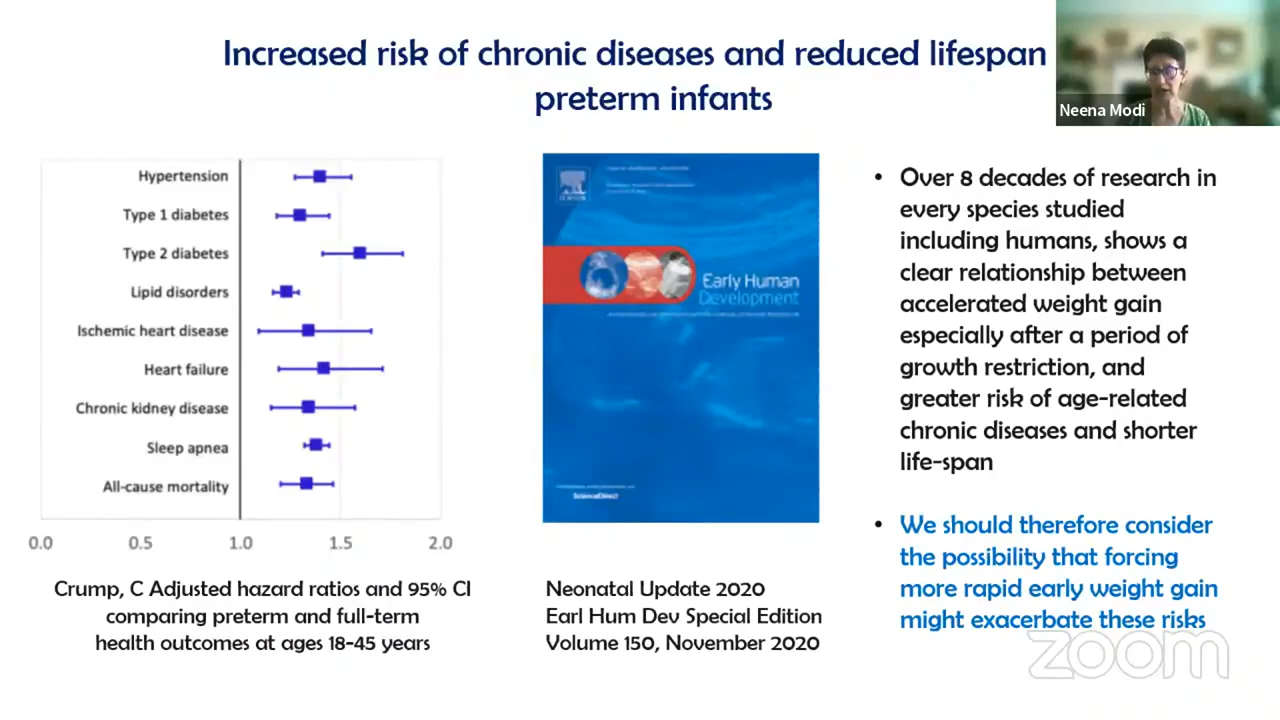 Increased risk of chronic diseases and reduced lifespan
preterm infants
Neena Modi
Hypertension
Type 1 diabetes
Type 2 diabetes
Lipid disorders
Ischemic heart disease
Heart failure
Chronic kidney disease
Sleep apnea
All-cause mortality
0.0 0.5 1.0 1.5 2.0
Crump, C Adjusted hazard ratios and 95% CI
comparing preterm and full-term
health outcomes at ages 18-45 years
ELSEVIER
Early Human
Development
ScienceDirect
Neonatal Update 2020
Earl Hum Dev Special Edition
Volume 150, November 2020
• Over 8 decades of research in
every species studied
including humans, shows a
clear relationship between
accelerated weight gain
especially after a period of
growth restriction, and
greater risk of age-related
chronic diseases and shorter
life-span
• We should therefore consider
the possibility that forcing
more rapid early weight gain
might exacerbate these risks
zoom